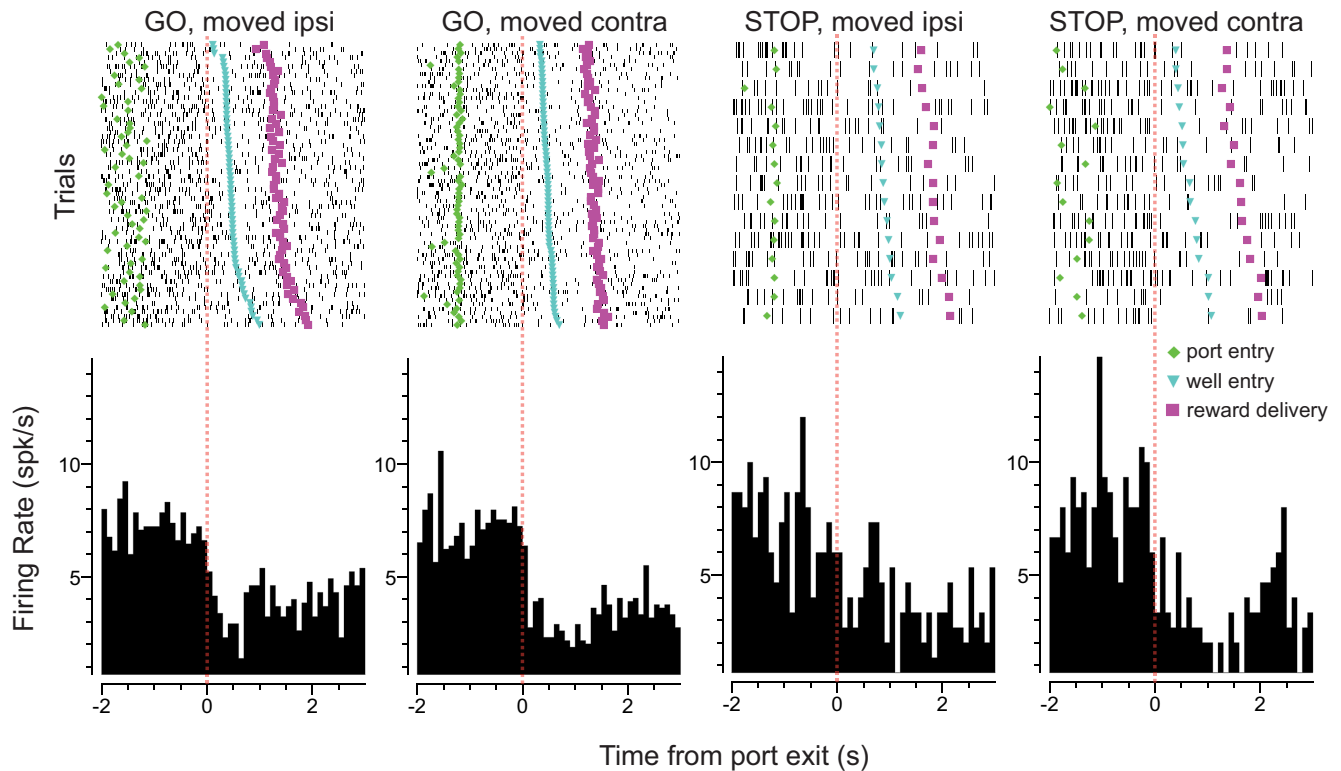 GO, moved ipsi
GO, moved contra
STOP, moved ipsi
STOP, moved contra
Trials
port entry
well entry
reward delivery
Firing Rate (spk/s)
10
5
10
5
10
5
10
5
-2 0 2
-2 0 2
-2 0 2
-2 0 2
Time from port exit (s)